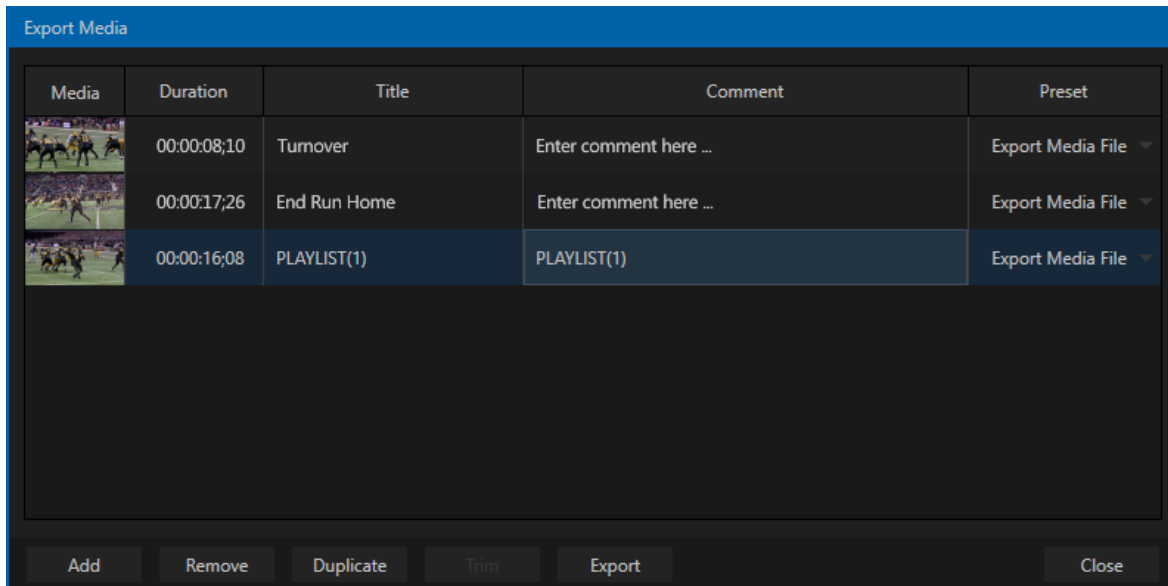 Export Media
Media Duration Title Comment Preset
00:00:08;10 Turnover Enter comment here ... Export Media File
00:00:17;26 End Run Home Enter comment here ... Export Media File
00:00:16;08 PLAYLIST(1) PLAYLIST(1) Export Media File
Add Remove Duplicate Trim Export Close